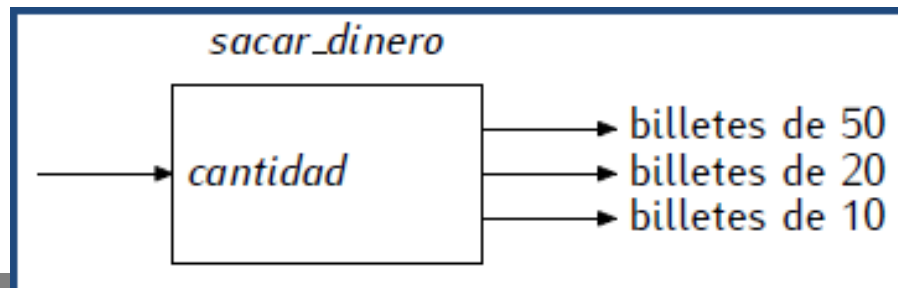 sacar_dinero
cantidad
billetes de 50
billetes de 20
billetes de 10